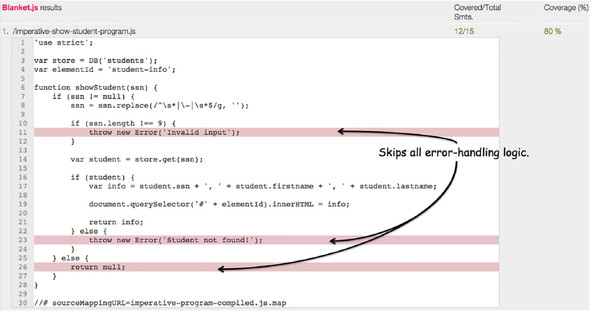 Blanket.js results
Covered/Total Smts.
Coverage (%)
1. /imperative-show-student-program.js
12/15
80 %
1 'use strict';
2
3 var store = DB('students');
4 var elementId = 'student-info';
5
6 function showStudent(ssn) {
7 if (ssn != null) {
8 ssn = ssn.replace(/^\s*|\-|\s*$/g, '');
9
10 if (ssn.length !== 9) {
11 throw new Error('Invalid input');
12 }
13
14 var student = store.get(ssn);
15
16 if (student) {
17 var info = student.ssn + ', ' + student.firstname + ', ' + student.lastname;
18
19 document.querySelector('#' + elementId).innerHTML = info;
20
21 return info;
22 } else {
23 throw new Error('Student not found!');
24 }
25 } else {
26 return null;
27 }
28 }
29
30 //# sourceMappingURL=imperative-program-compiled.js.map
Skips all error-handling logic.